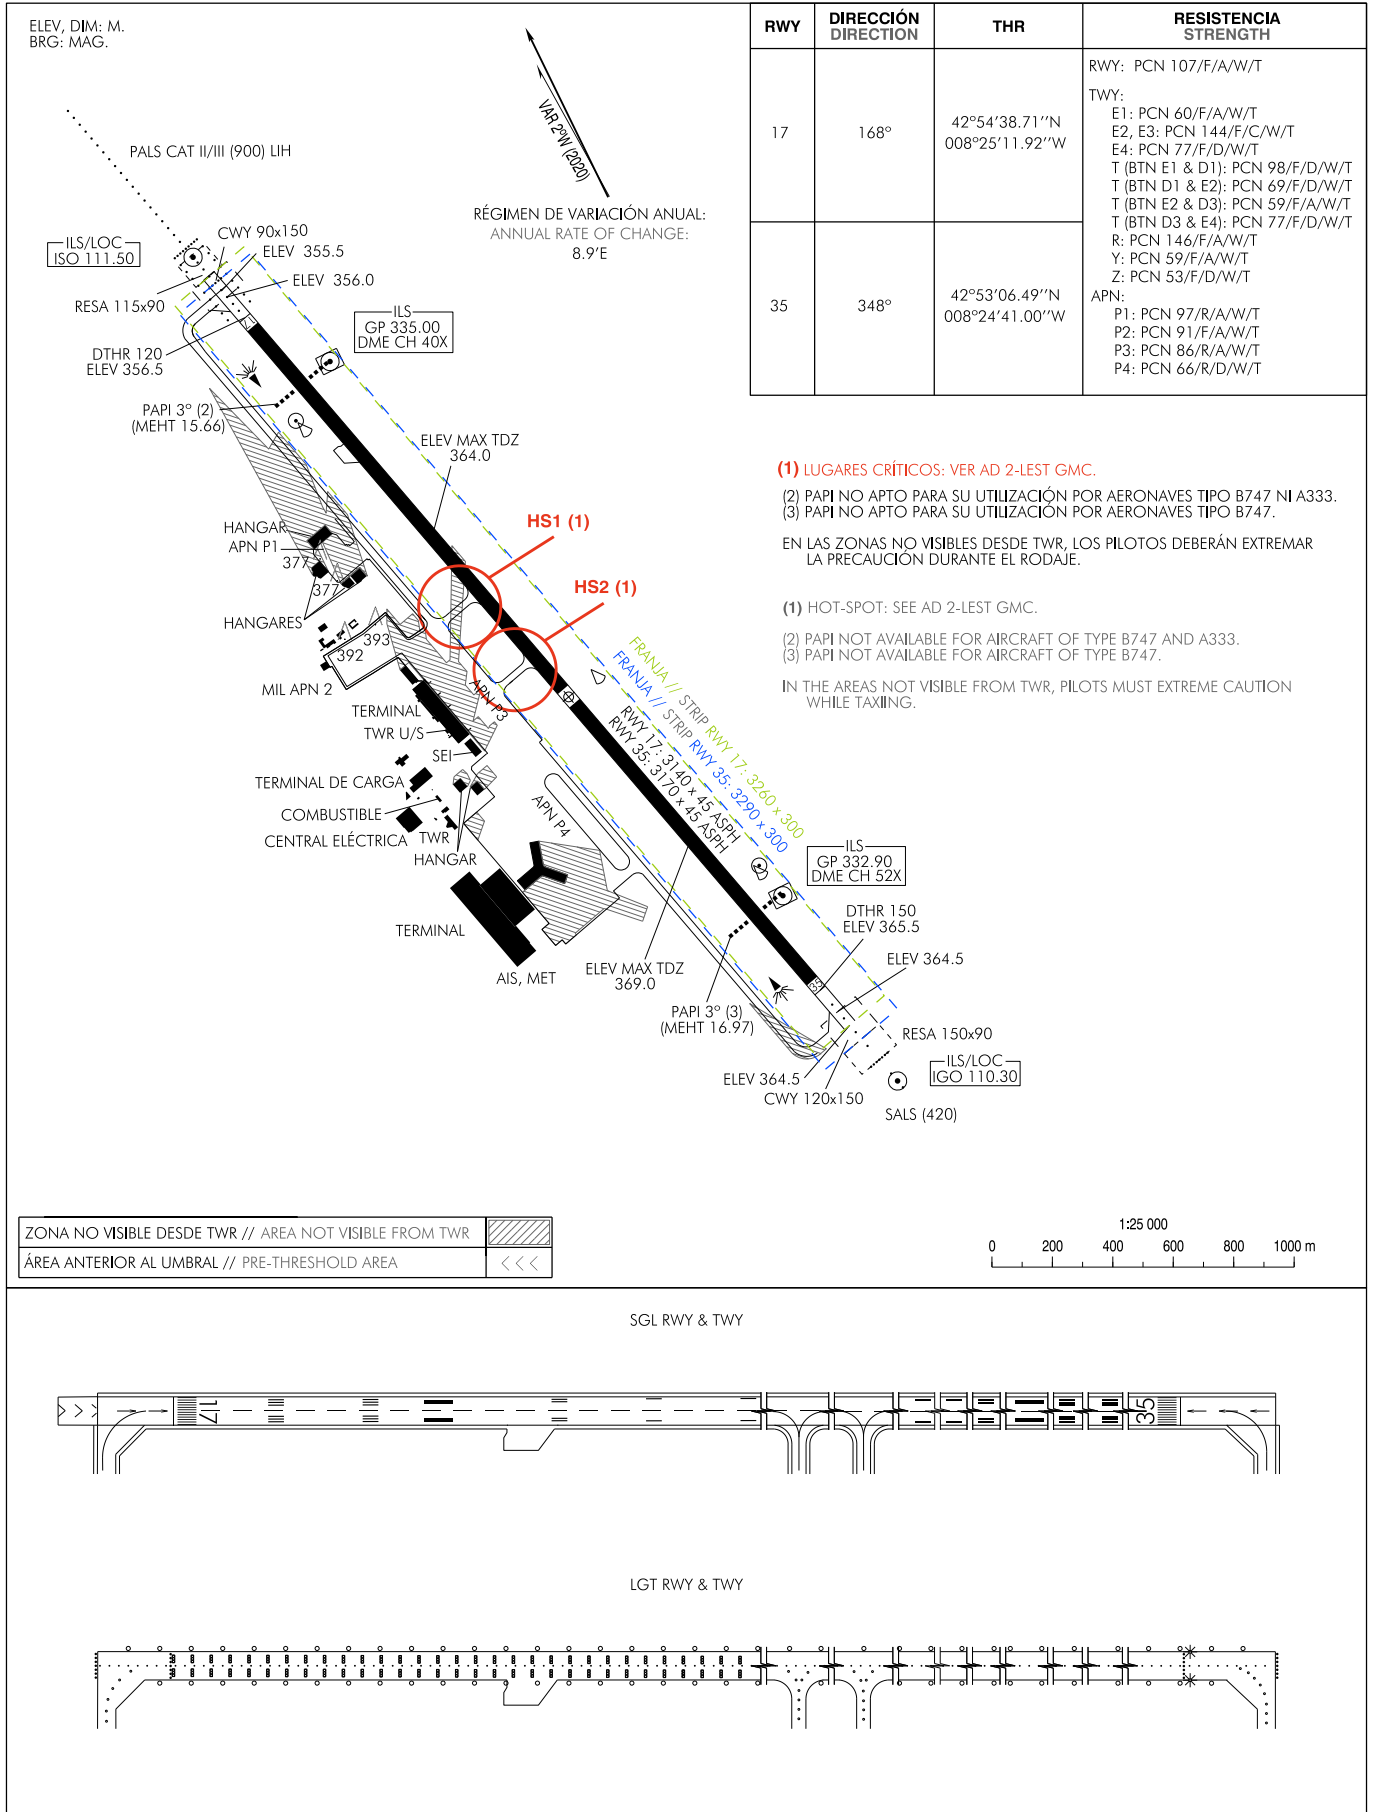 ELEV, DIM: M.
BRG: MAG.
VAR 2ºW (2020)
RÉGIMEN DE VARIACIÓN ANUAL:
ANNUAL RATE OF CHANGE:
8.9'E
RWY
DIRECCIÓN
DIRECTION
THR
RESISTENCIA
STRENGTH
17
168º
42º54'38.71''N
008º25'11.92''W
35
348º
42º53'06.49''N
008º24'41.00''W
RWY: PCN 107/F/A/W/T
TWY:
E1: PCN 60/F/A/W/T
E2, E3: PCN 144/F/C/W/T
E4: PCN 77/F/D/W/T
T (BTN E1 & D1): PCN 98/F/D/W/T
T (BTN D1 & E2): PCN 69/F/D/W/T
T (BTN E2 & D3): PCN 59/F/A/W/T
T (BTN D3 & E4): PCN 77/F/D/W/T
R: PCN 146/F/A/W/T
Y: PCN 59/F/A/W/T
Z: PCN 53/F/D/W/T
APN:
P1: PCN 97/R/A/W/T
P2: PCN 91/F/A/W/T
P3: PCN 86/R/A/W/T
P4: PCN 66/R/D/W/T
PALS CAT II/III (900) LIH
ILS/LOC
ISO 111.50
CWY 90x150
ELEV 355.5
ELEV 356.0
RESA 115x90
ILS
GP 335.00
DME CH 40X
DTHR 120
ELEV 356.5
17
PAPI 3º (2)
(MEHT 15.66)
ELEV MAX TDZ
364.0
HS1 (1)
HS2 (1)
HANGAR
APN P1
377
377
HANGARES
393
392
MIL APN 2
APN P3
TERMINAL
TWR U/S
SEI
TERMINAL DE CARGA
COMBUSTIBLE
CENTRAL ELÉCTRICA
TWR
HANGAR
APN P4
TERMINAL
AIS, MET
FRANJA // STRIP RWY 17: 3260 x 300
FRANJA // STRIP RWY 35: 3290 x 300
RWY 17: 3140 x 45 ASPH
RWY 35: 3170 x 45 ASPH
ILS
GP 332.90
DME CH 52X
DTHR 150
ELEV 365.5
ELEV 364.5
ELEV MAX TDZ
369.0
35
PAPI 3º (3)
(MEHT 16.97)
RESA 150x90
ILS/LOC
IGO 110.30
ELEV 364.5
CWY 120x150
SALS (420)
(1) LUGARES CRÍTICOS: VER AD 2-LEST GMC.
(2) PAPI NO APTO PARA SU UTILIZACIÓN POR AERONAVES TIPO B747 NI A333.
(3) PAPI NO APTO PARA SU UTILIZACIÓN POR AERONAVES TIPO B747.
EN LAS ZONAS NO VISIBLES DESDE TWR, LOS PILOTOS DEBERÁN EXTREMAR
LA PRECAUCIÓN DURANTE EL RODAJE.
(1) HOT-SPOT: SEE AD 2-LEST GMC.
(2) PAPI NOT AVAILABLE FOR AIRCRAFT OF TYPE B747 AND A333.
(3) PAPI NOT AVAILABLE FOR AIRCRAFT OF TYPE B747.
IN THE AREAS NOT VISIBLE FROM TWR, PILOTS MUST EXTREME CAUTION
WHILE TAXIING.
ZONA NO VISIBLE DESDE TWR // AREA NOT VISIBLE FROM TWR
ÁREA ANTERIOR AL UMBRAL // PRE-THRESHOLD AREA
1:25 000
0 200 400 600 800 1000 m
SGL RWY & TWY
17
35
LGT RWY & TWY